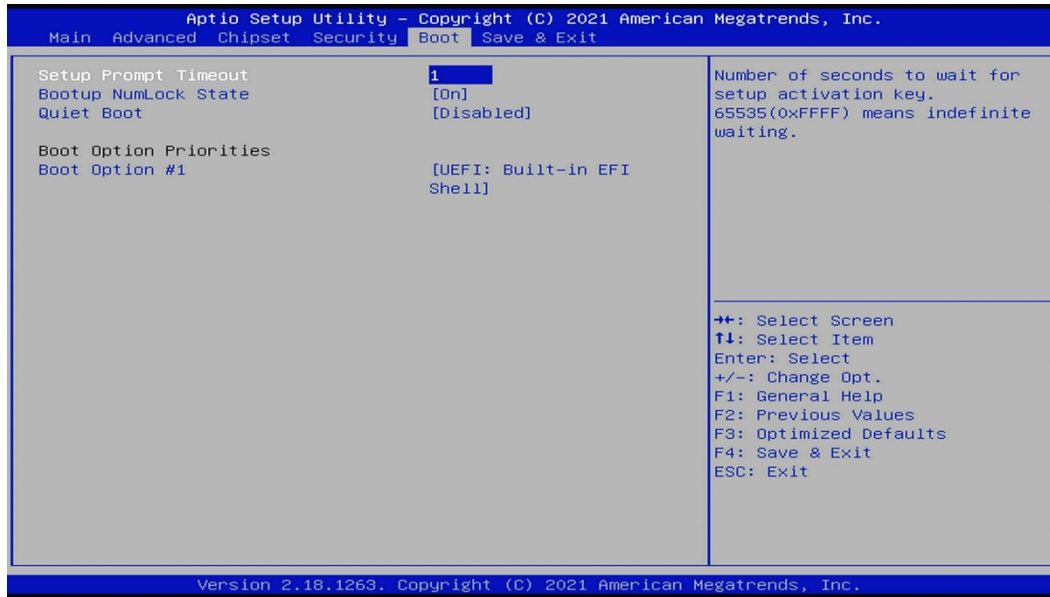 Aptio Setup Utility – Copyright (C) 2021 American Megatrends, Inc.
Main Advanced Chipset Security Boot Save & Exit
Setup Prompt Timeout 1
Bootup NumLock State [On]
Quiet Boot [Disabled]
Boot Option Priorities
Boot Option #1 [UEFI: Built-in EFI
Shell]
Number of seconds to wait for
setup activation key.
65535(0xFFFF) means indefinite
waiting.
→←: Select Screen
↑↓: Select Item
Enter: Select
+/-: Change Opt.
F1: General Help
F2: Previous Values
F3: Optimized Defaults
F4: Save & Exit
ESC: Exit
Version 2.18.1263. Copyright (C) 2021 American Megatrends, Inc.